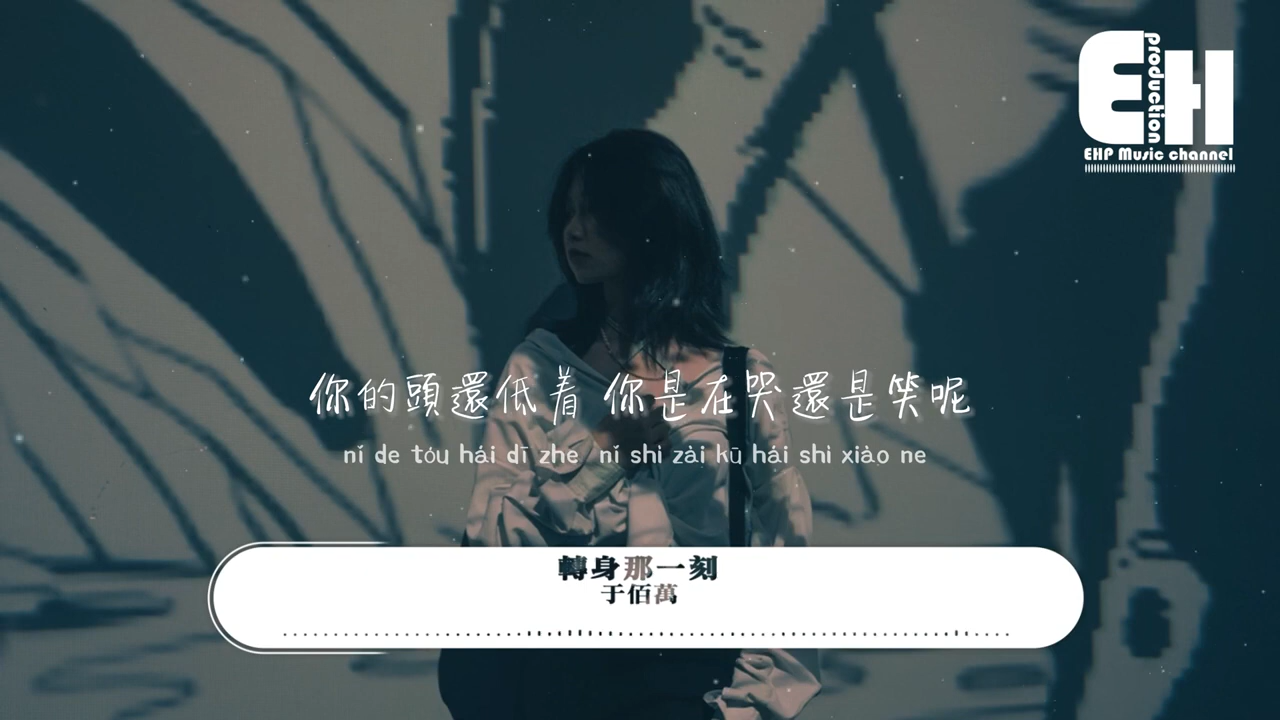 EH
production
EHP Music channel
你的頭還低着 你是在哭還是笑呢
nǐ de tóu hái dī zhe nǐ shì zài kū hái shì xiào ne
轉身那一刻
于佰萬